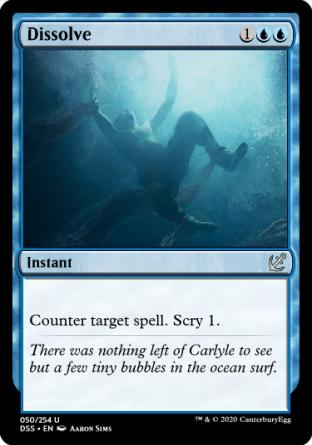 Dissolve 1
Instant
Counter target spell. Scry 1.
There was nothing left of Carlyle to see
but a few tiny bubbles in the ocean surf.
050/254 U
DSS • EN Aaron Sims
™ & © 2020 CanterburyEgg